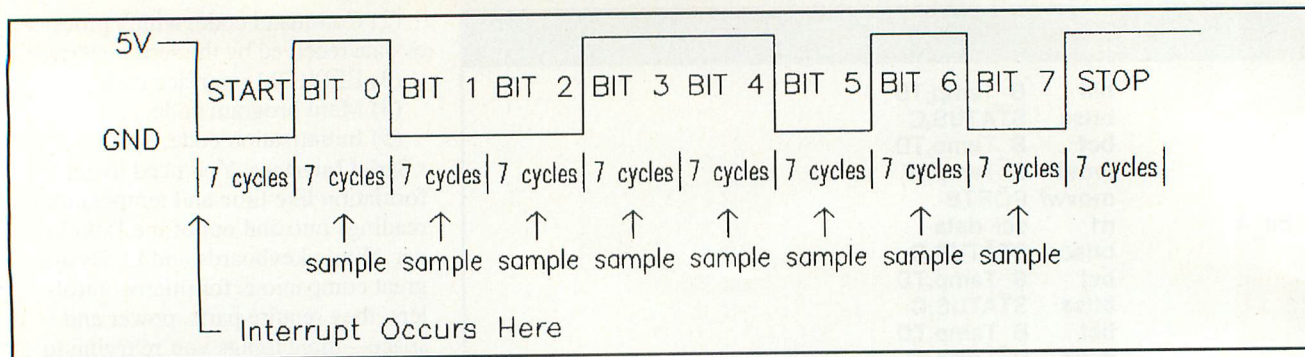 5V
START BIT 0 BIT 1 BIT 2 BIT 3 BIT 4 BIT 5 BIT 6 BIT 7 STOP
GND
7 cycles 7 cycles 7 cycles 7 cycles 7 cycles 7 cycles 7 cycles 7 cycles 7 cycles 7 cycles
sample sample sample sample sample sample sample sample
Interrupt Occurs Here